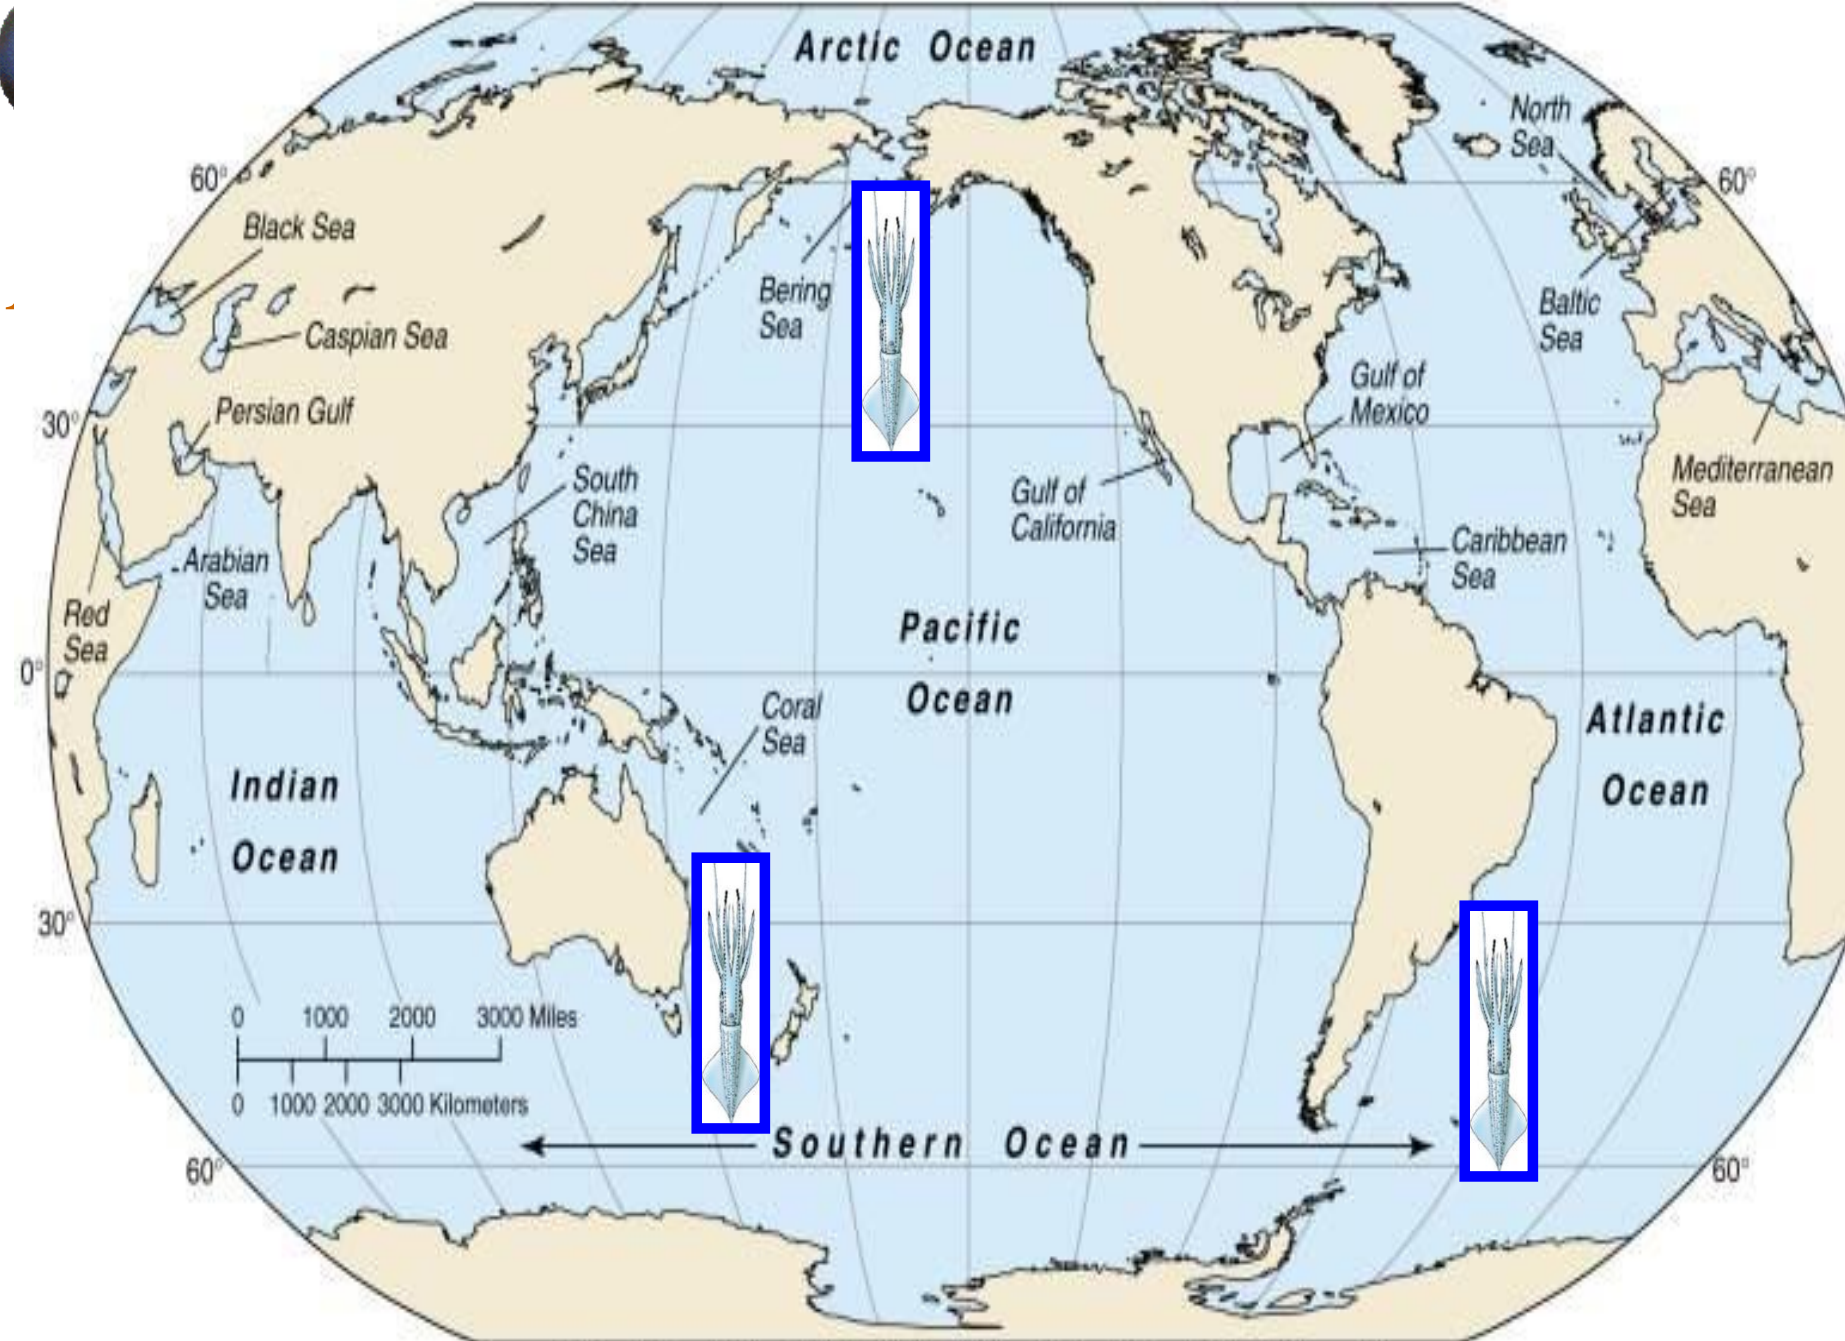 Arctic Ocean
North
Sea
60°
60°
Black Sea
Bering
Sea
Baltic
Sea
Caspian Sea
Gulf of
Mexico
Persian Gulf
30°
South
China
Sea
Gulf of
California
Mediterranean
Sea
Arabian
Sea
Caribbean
Sea
Red
Sea
Pacific
Ocean
0°
Coral
Sea
Atlantic
Ocean
Indian
Ocean
30°
0 1000 2000 3000 Miles
0 1000 2000 3000 Kilometers
Southern Ocean
60°
60°